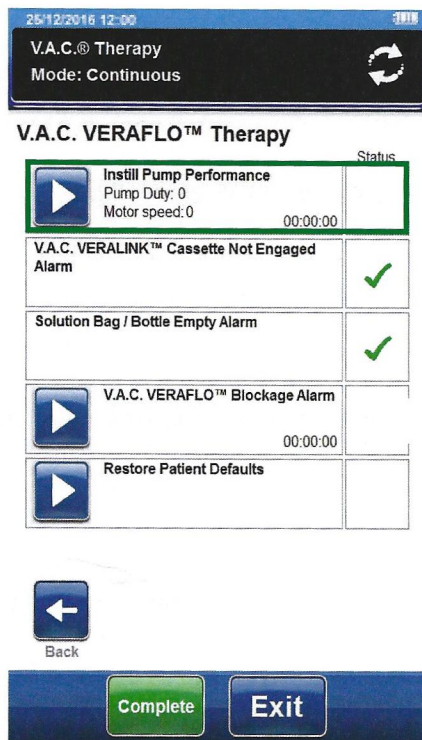 25/12/2016 12:00
V.A.C.® Therapy
Mode: Continuous
V.A.C. VERAFLO™ Therapy
Status
Instill Pump Performance
Pump Duty: 0
Motor speed: 0
00:00:00
V.A.C. VERALINK™ Cassette Not Engaged
Alarm
Solution Bag / Bottle Empty Alarm
V.A.C. VERAFLO™ Blockage Alarm
00:00:00
Restore Patient Defaults
Back
Complete
Exit